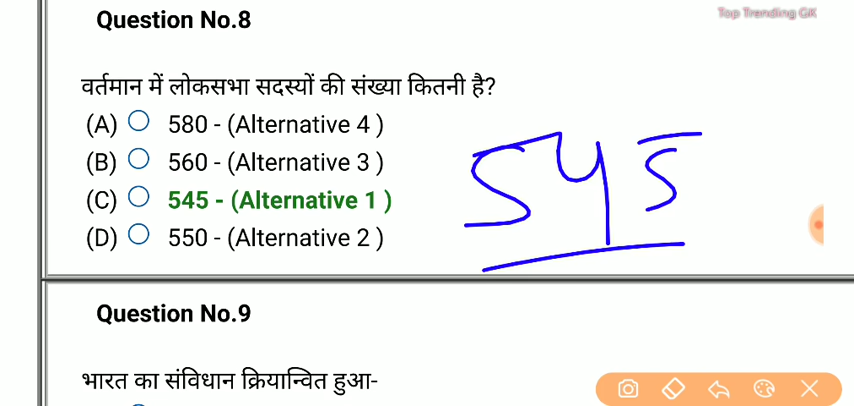 Question No.8
Top Trending GK
वर्तमान में लोकसभा सदस्यों की संख्या कितनी है?
(A) 580 - (Alternative 4 )
(B) 560 - (Alternative 3 )
(C) 545 - (Alternative 1 )
(D) 550 - (Alternative 2 )
545
Question No.9
भारत का संविधान क्रियान्वित हुआ-